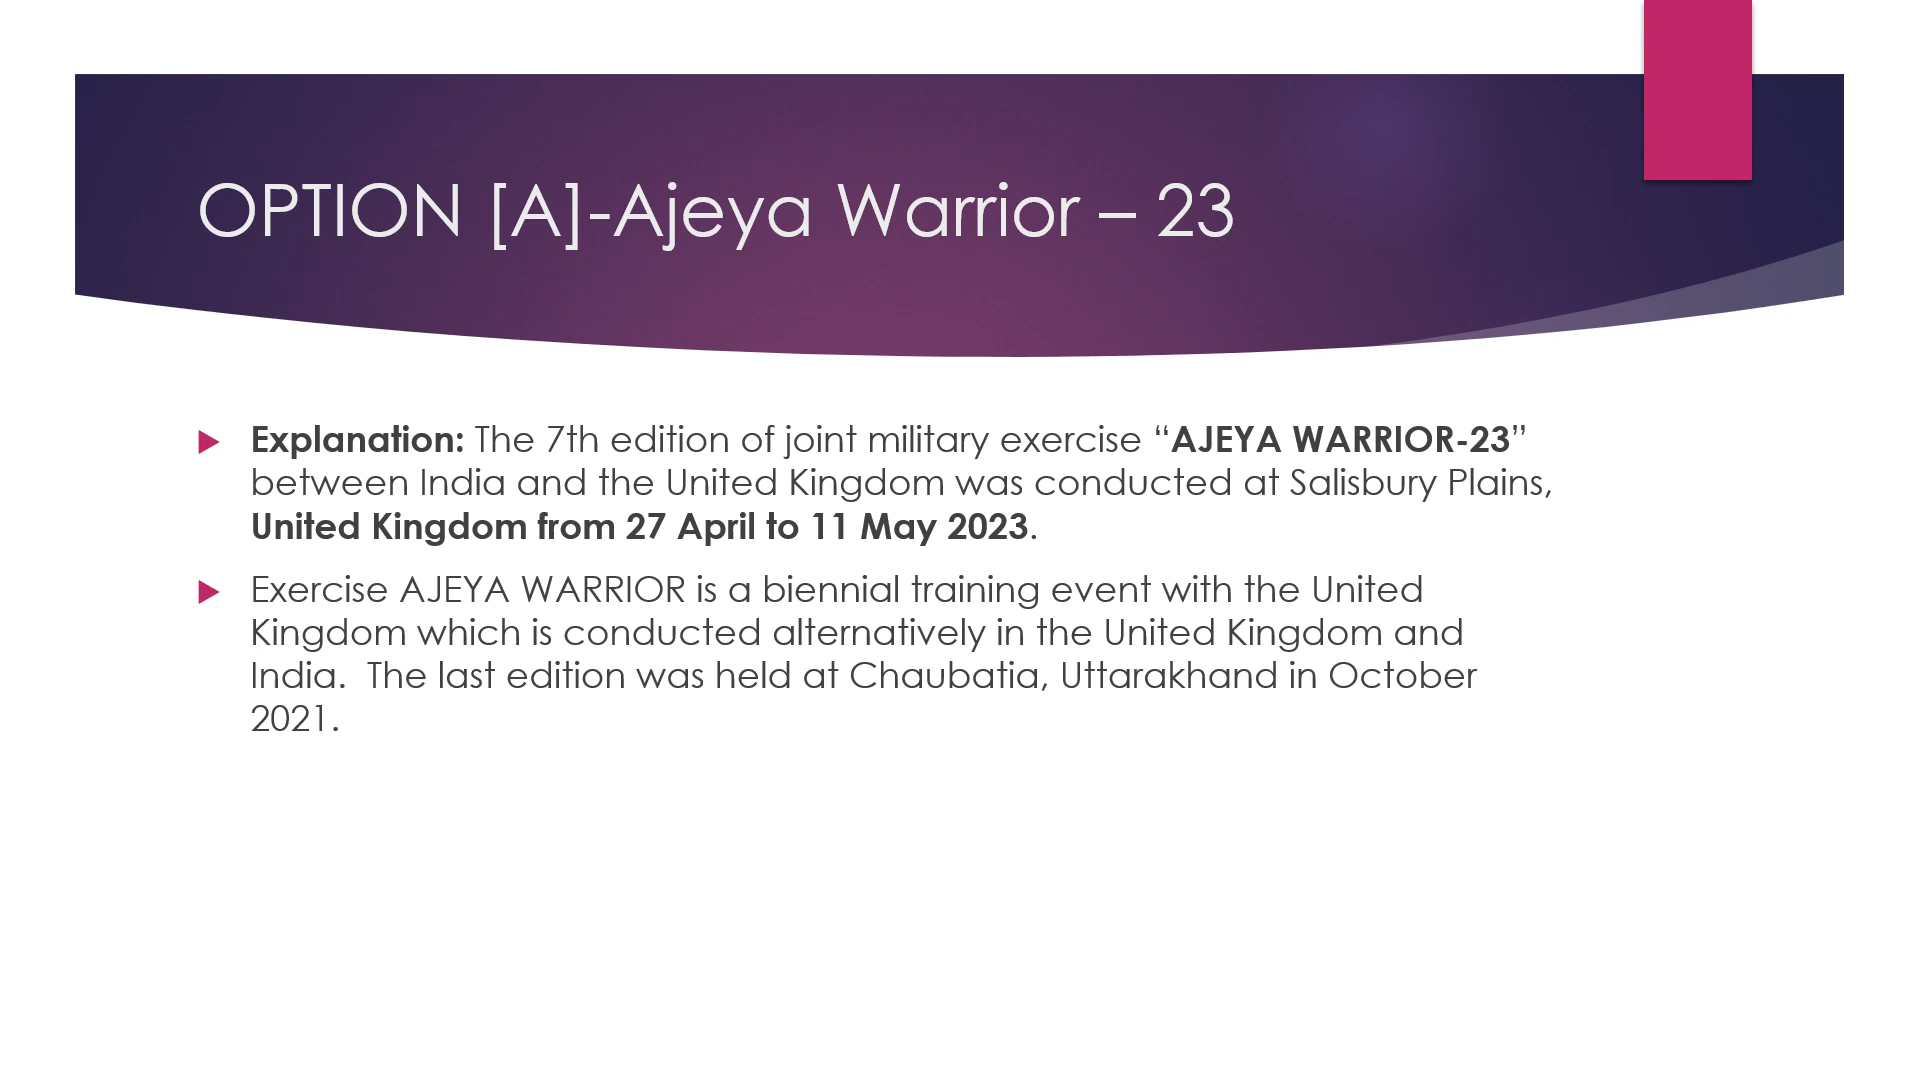 OPTION [A]-Ajeya Warrior – 23
Explanation: The 7th edition of joint military exercise “AJEYA WARRIOR-23”
between India and the United Kingdom was conducted at Salisbury Plains,
United Kingdom from 27 April to 11 May 2023.
Exercise AJEYA WARRIOR is a biennial training event with the United
Kingdom which is conducted alternatively in the United Kingdom and
India.  The last edition was held at Chaubatia, Uttarakhand in October
2021.